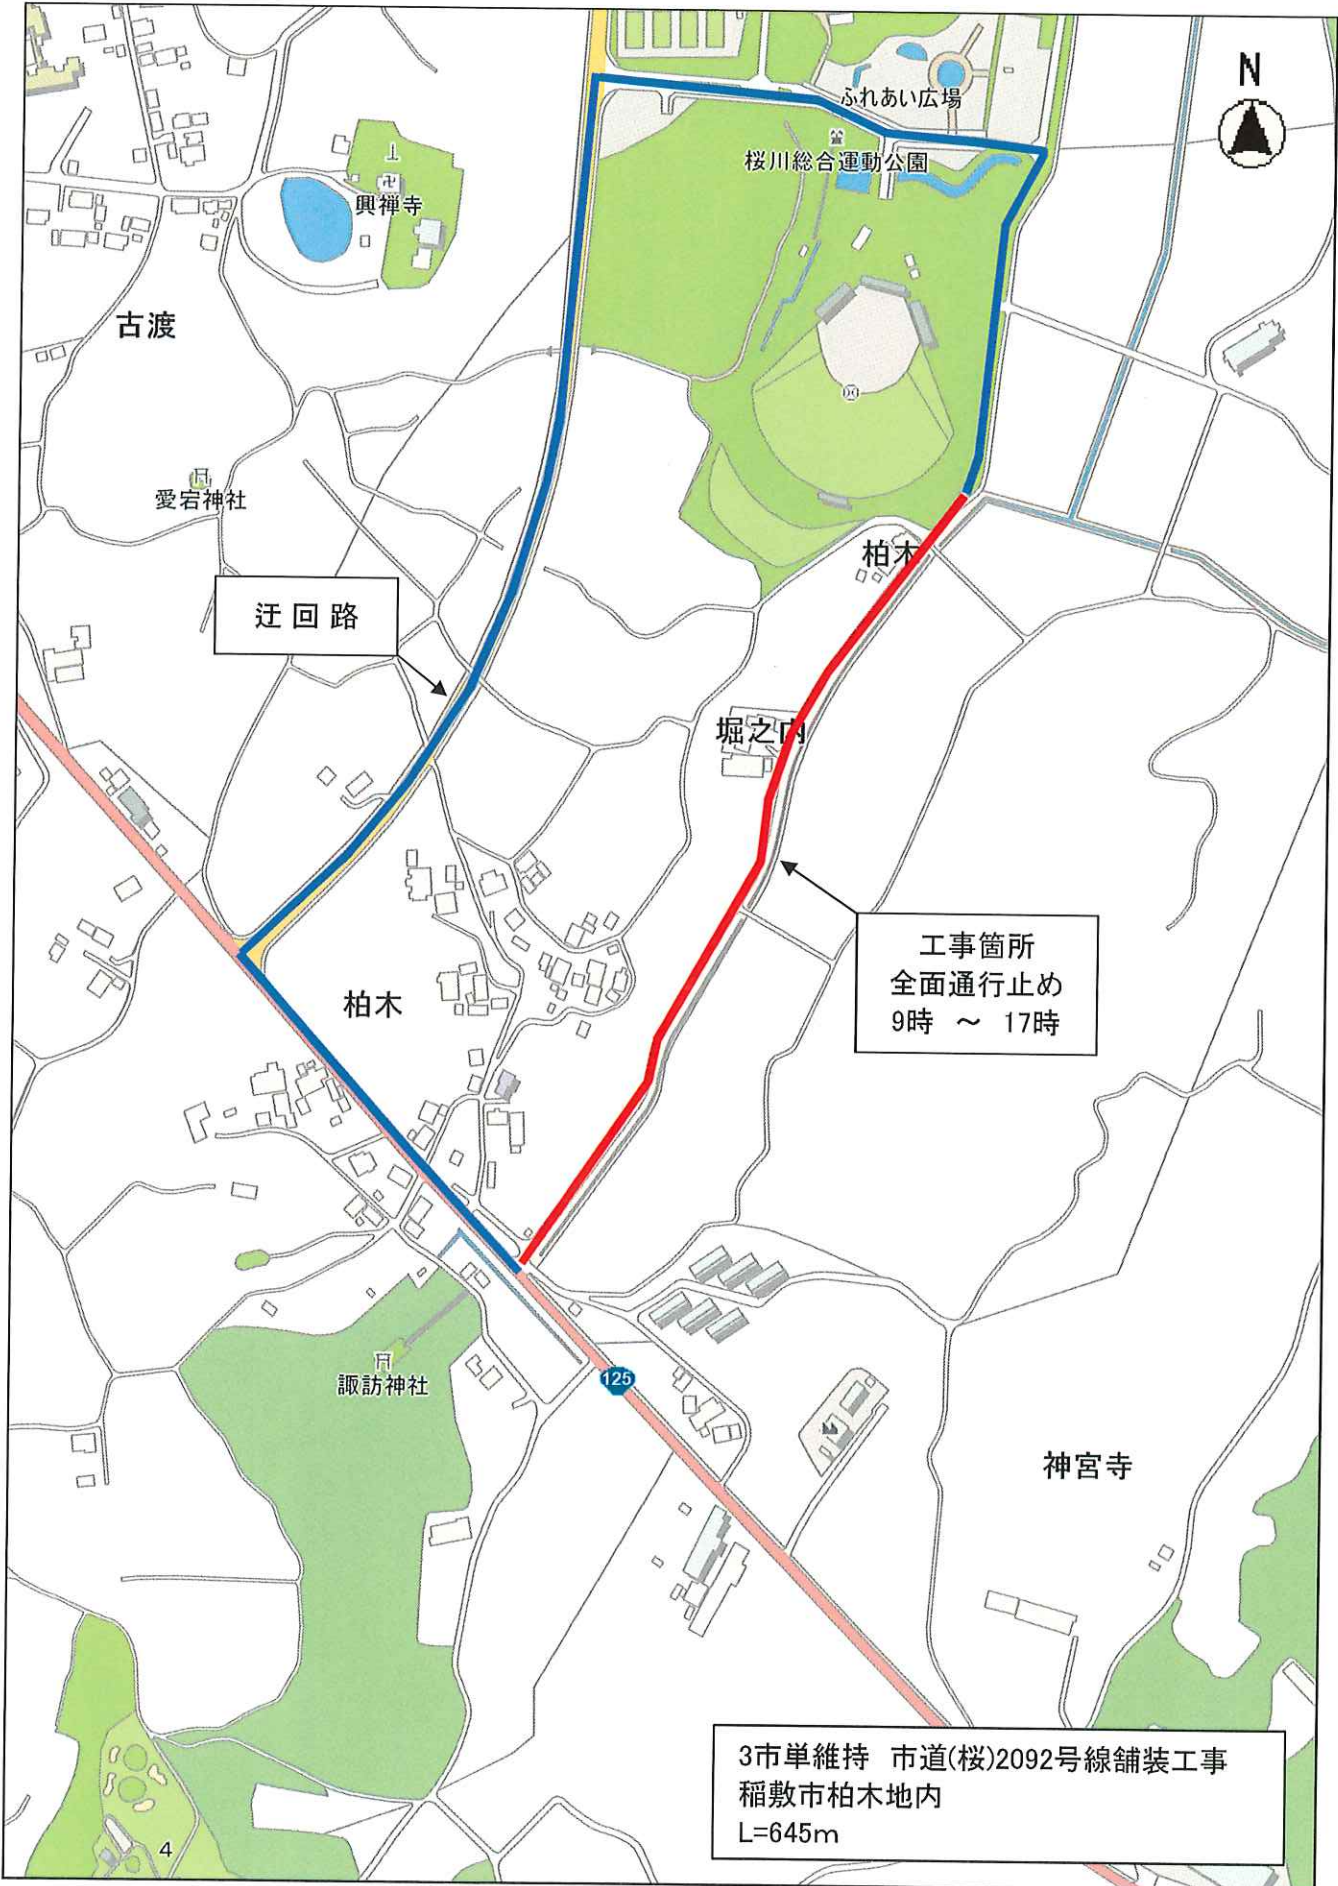 N
ふれあい広場
桜川総合運動公園
興禅寺
古渡
愛宕神社
柏木
迂回路
堀之内
工事箇所
全面通行止め
9時 ～ 17時
柏木
諏訪神社
125
神宮寺
3市単維持 市道(桜)2092号線舗装工事
稲敷市柏木地内
L=645m
4